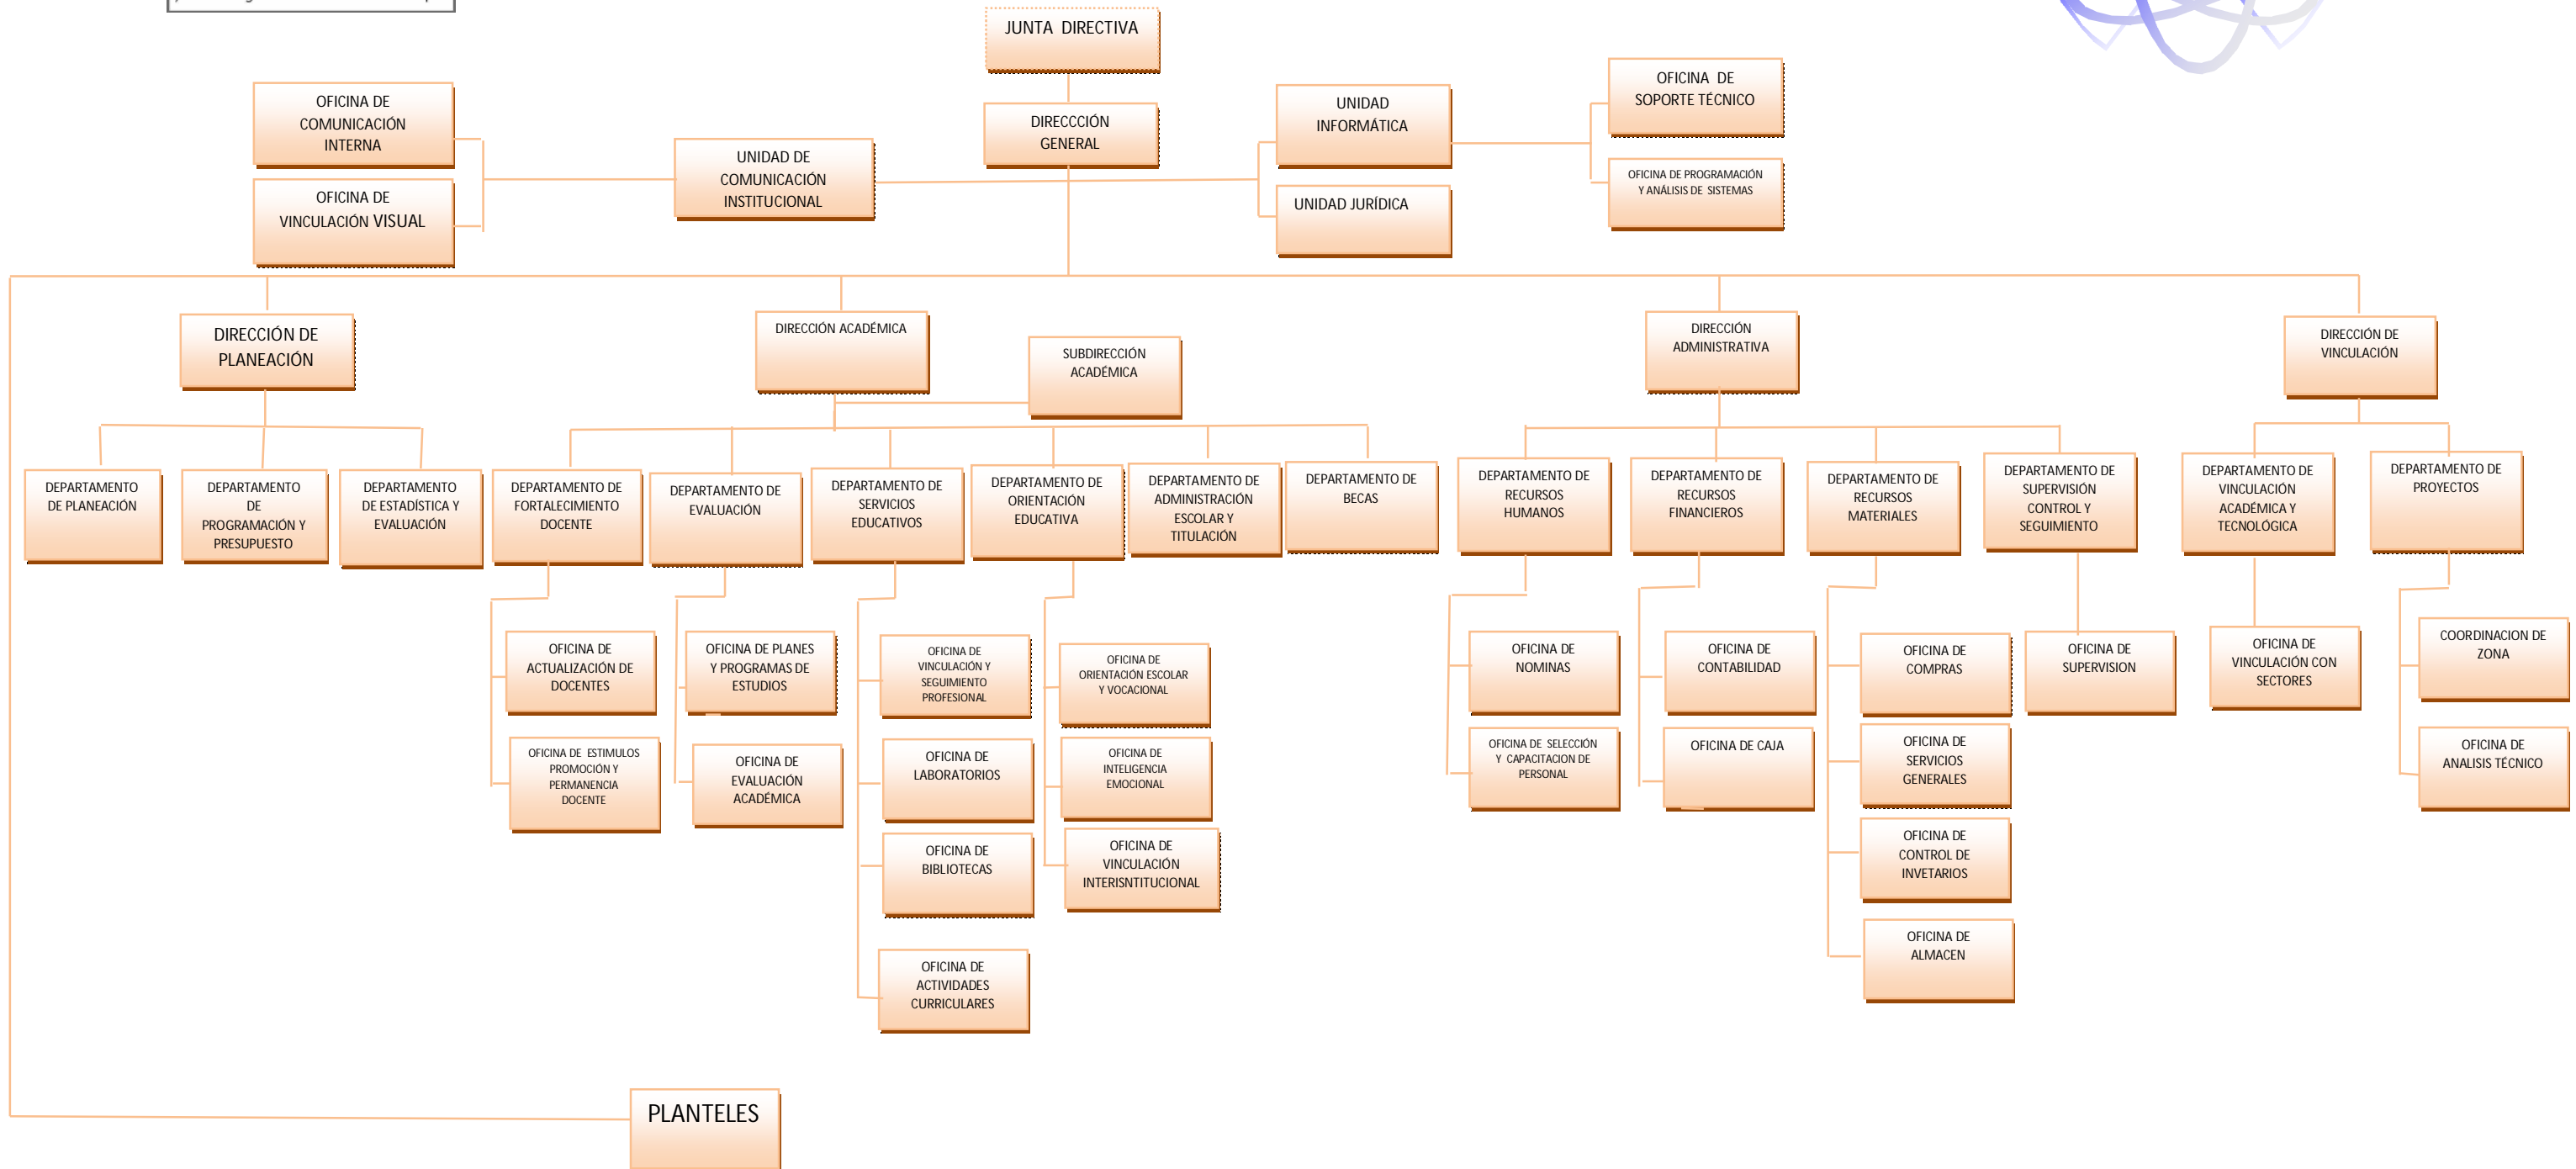 JUNTA DIRECTIVA
DIRECCCIÓN
GENERAL
OFICINA DE
COMUNICACIÓN
INTERNA
OFICINA DE
VINCULACIÓN VISUAL
UNIDAD DE
COMUNICACIÓN
INSTITUCIONAL
UNIDAD
INFORMÁTICA
UNIDAD JURÍDICA
OFICINA DE
SOPORTE TÉCNICO
OFICINA DE PROGRAMACIÓN
Y ANÁLISIS DE SISTEMAS
DIRECCIÓN DE
PLANEACIÓN
DIRECCIÓN ACADÉMICA
SUBDIRECCIÓN
ACADÉMICA
DIRECCIÓN
ADMINISTRATIVA
DIRECCIÓN DE
VINCULACIÓN
DEPARTAMENTO
DE PLANEACIÓN
DEPARTAMENTO
DE
PROGRAMACIÓN Y
PRESUPUESTO
DEPARTAMENTO
DE ESTADÍSTICA Y
EVALUACIÓN
DEPARTAMENTO DE
FORTALECIMIENTO
DOCENTE
DEPARTAMENTO DE
EVALUACIÓN
DEPARTAMENTO DE
SERVICIOS
EDUCATIVOS
DEPARTAMENTO DE
ORIENTACIÓN
EDUCATIVA
DEPARTAMENTO DE
ADMINISTRACIÓN
ESCOLAR Y
TITULACIÓN
DEPARTAMENTO DE
BECAS
DEPARTAMENTO DE
RECURSOS
HUMANOS
DEPARTAMENTO DE
RECURSOS
FINANCIEROS
DEPARTAMENTO DE
RECURSOS
MATERIALES
DEPARTAMENTO DE
SUPERVISIÓN
CONTROL Y
SEGUIMIENTO
DEPARTAMENTO DE
VINCULACIÓN
ACADÉMICA Y
TECNOLÓGICA
DEPARTAMENTO DE
PROYECTOS
OFICINA DE
ACTUALIZACIÓN DE
DOCENTES
OFICINA DE ESTIMULOS
PROMOCIÓN Y
PERMANENCIA
DOCENTE
OFICINA DE PLANES
Y PROGRAMAS DE
ESTUDIOS
OFICINA DE
EVALUACIÓN
ACADÉMICA
OFICINA DE
VINCULACIÓN Y
SEGUIMIENTO
PROFESIONAL
OFICINA DE
LABORATORIOS
OFICINA DE
BIBLIOTECAS
OFICINA DE
ACTIVIDADES
CURRICULARES
OFICINA DE
ORIENTACIÓN ESCOLAR
Y VOCACIONAL
OFICINA DE
INTELIGENCIA
EMOCIONAL
OFICINA DE
VINCULACIÓN
INTERISNTITUCIONAL
OFICINA DE
NOMINAS
OFICINA DE SELECCIÓN
Y CAPACITACION DE
PERSONAL
OFICINA DE
CONTABILIDAD
OFICINA DE CAJA
OFICINA DE
COMPRAS
OFICINA DE
SERVICIOS
GENERALES
OFICINA DE
CONTROL DE
INVETARIOS
OFICINA DE
ALMACEN
OFICINA DE
SUPERVISION
OFICINA DE
VINCULACIÓN CON
SECTORES
COORDINACION DE
ZONA
OFICINA DE
ANALISIS TÉCNICO
PLANTELES